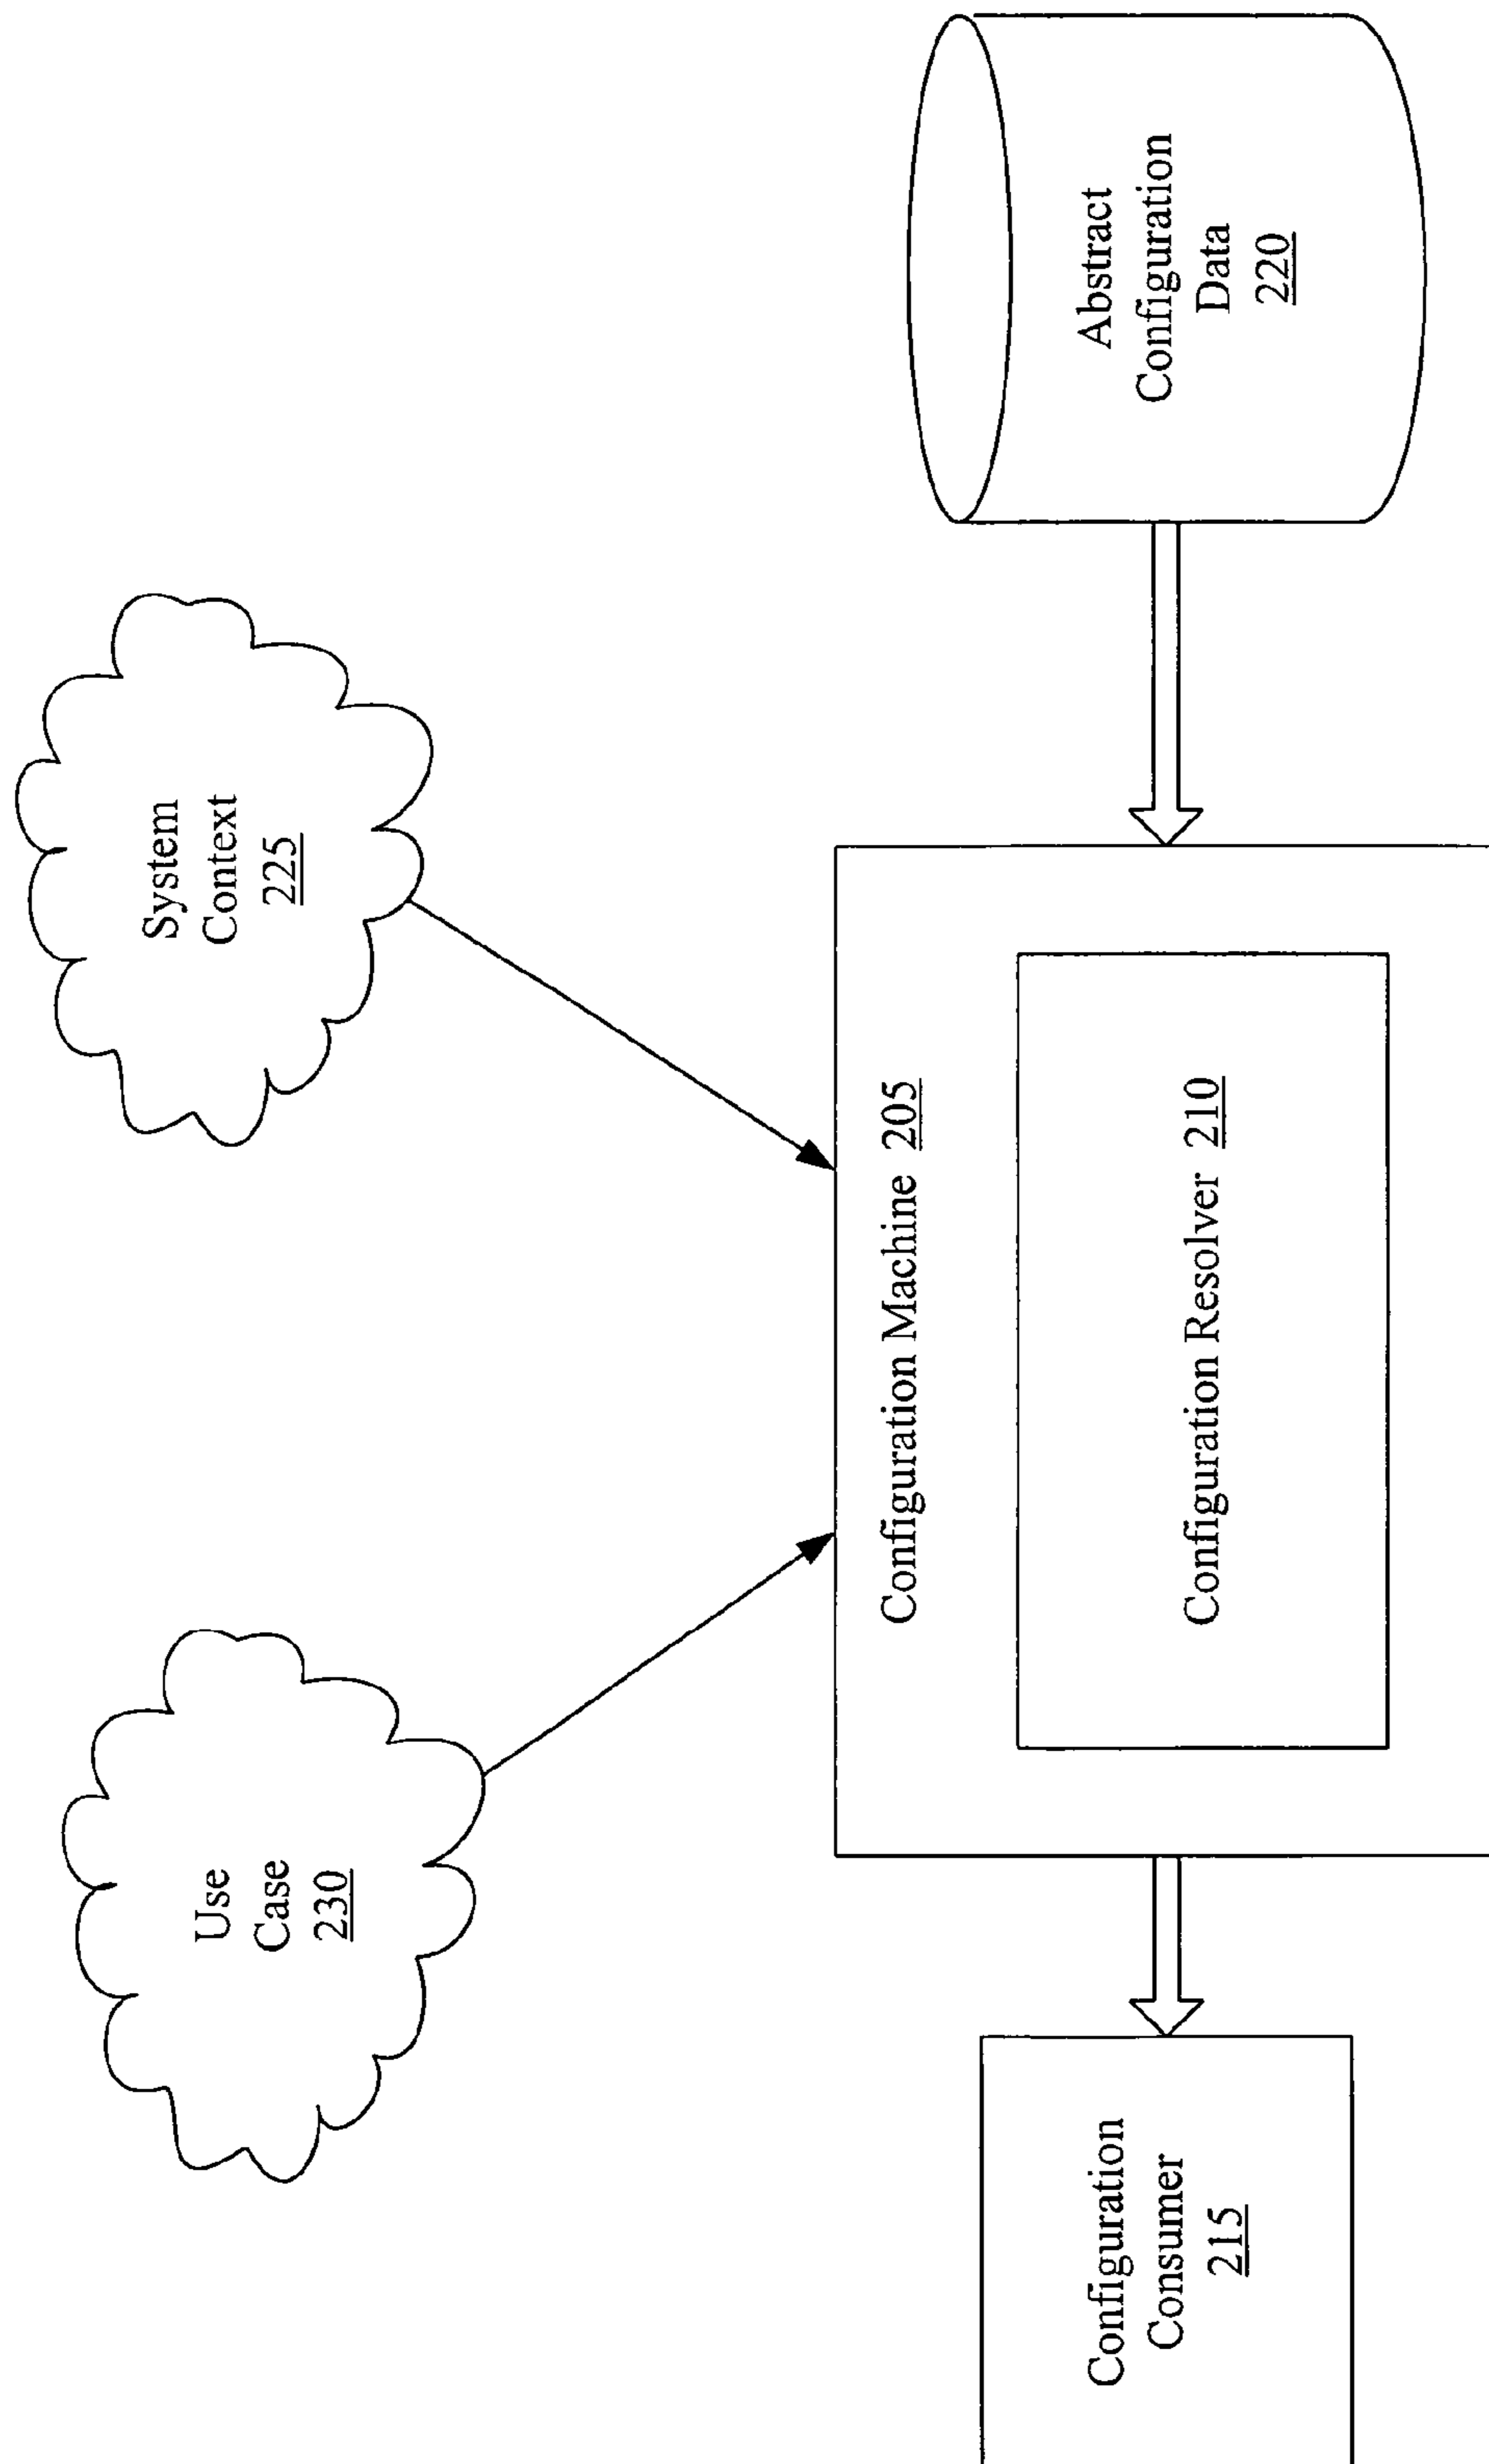 Use
Case
230
System
Context
225
Configuration Machine 205
Configuration Resolver 210
Configuration
Consumer
215
Abstract
Configuration
Data
220